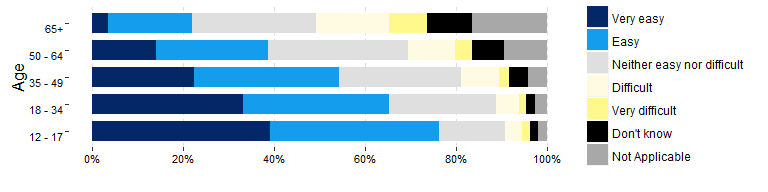 Age
65+
50 - 64
35 - 49
18 - 34
12 - 17
0% 20% 40% 60% 80% 100%
Very easy
Easy
Neither easy nor difficult
Difficult
Very difficult
Don't know
Not Applicable